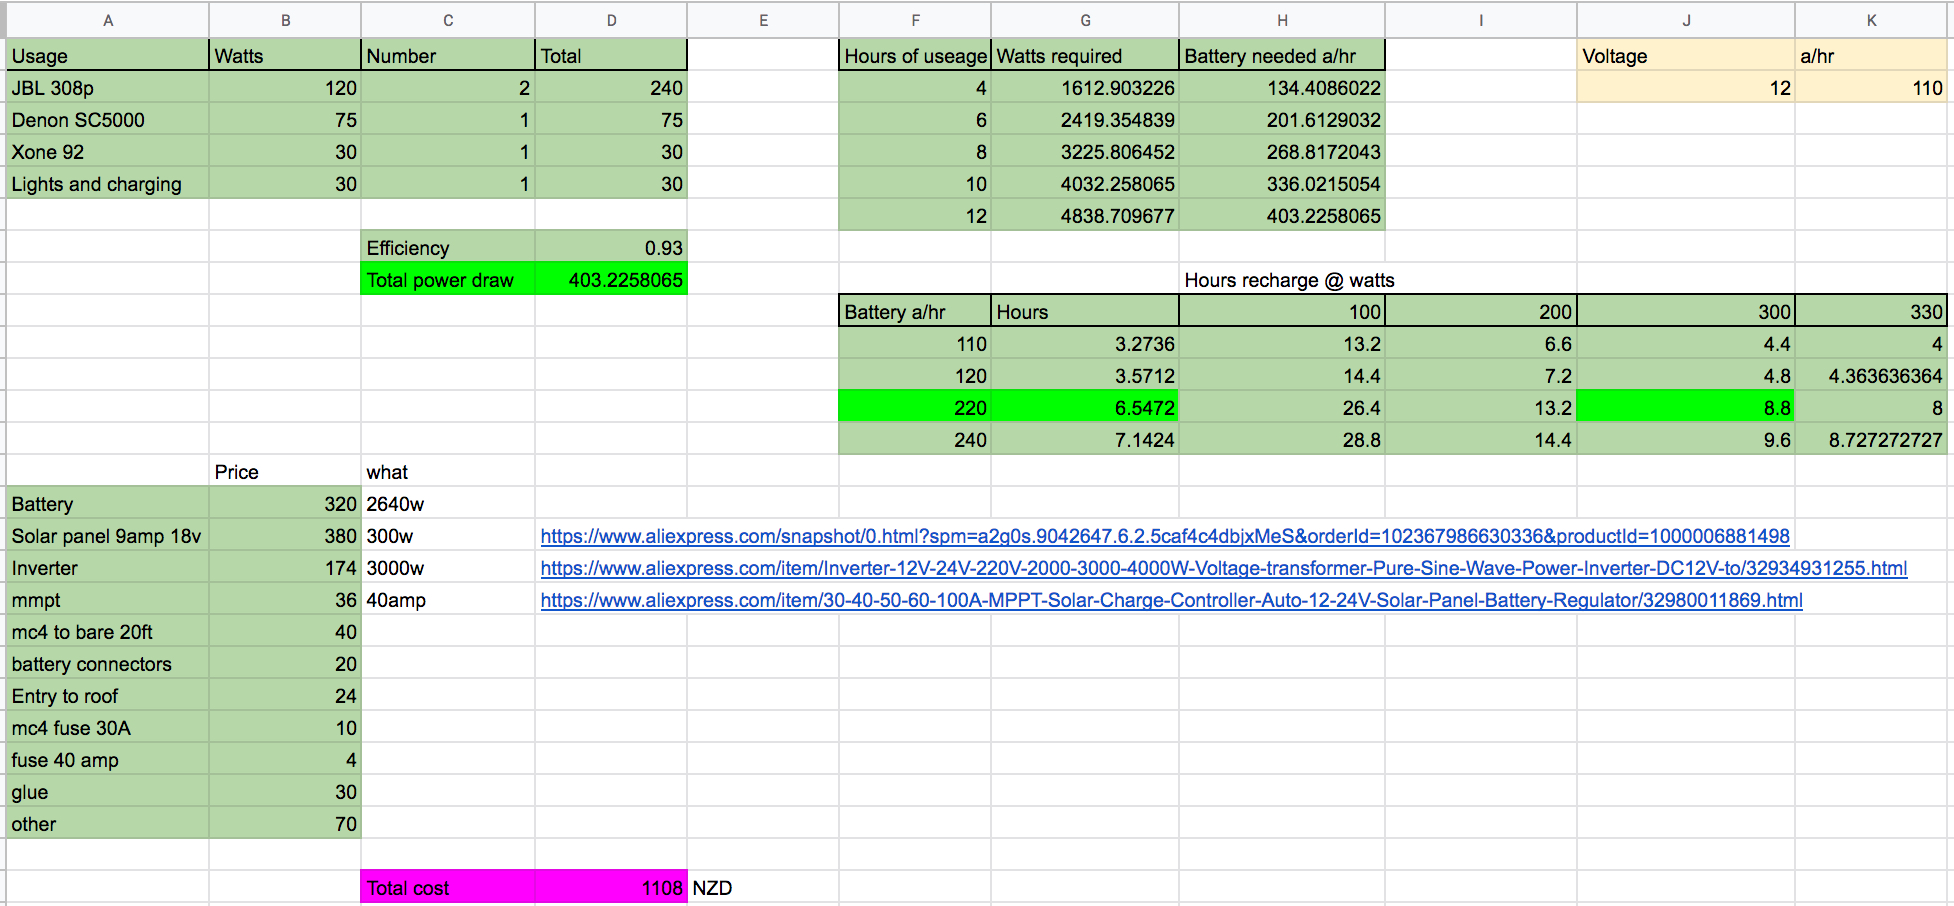 A B C D E F G H I J K
Usage Watts Number Total Hours of useage Watts required Battery needed a/hr Voltage a/hr
JBL 308p 120 2 240 4 1612.903226 134.4086022 12 110
Denon SC5000 75 1 75 6 2419.354839 201.6129032
Xone 92 30 1 30 8 3225.806452 268.8172043
Lights and charging 30 1 30 10 4032.258065 336.0215054
12 4838.709677 403.2258065
Efficiency 0.93
Total power draw 403.2258065 Hours recharge @ watts
Battery a/hr Hours 100 200 300 330
110 3.2736 13.2 6.6 4.4 4
120 3.5712 14.4 7.2 4.8 4.363636364
220 6.5472 26.4 13.2 8.8 8
240 7.1424 28.8 14.4 9.6 8.727272727
Price what
Battery 320 2640w
Solar panel 9amp 18v 380 300w https://www.aliexpress.com/snapshot/0.html?spm=a2g0s.9042647.6.2.5caf4c4dbjxMeS&orderId=102367986630336&productId=1000006881498
Inverter 174 3000w https://www.aliexpress.com/item/Inverter-12V-24V-220V-2000-3000-4000W-Voltage-transformer-Pure-Sine-Wave-Power-Inverter-DC12V-to/32934931255.html
mmpt 36 40amp https://www.aliexpress.com/item/30-40-50-60-100A-MPPT-Solar-Charge-Controller-Auto-12-24V-Solar-Panel-Battery-Regulator/32980011869.html
mc4 to bare 20ft 40
battery connectors 20
Entry to roof 24
mc4 fuse 30A 10
fuse 40 amp 4
glue 30
other 70
Total cost 1108 NZD